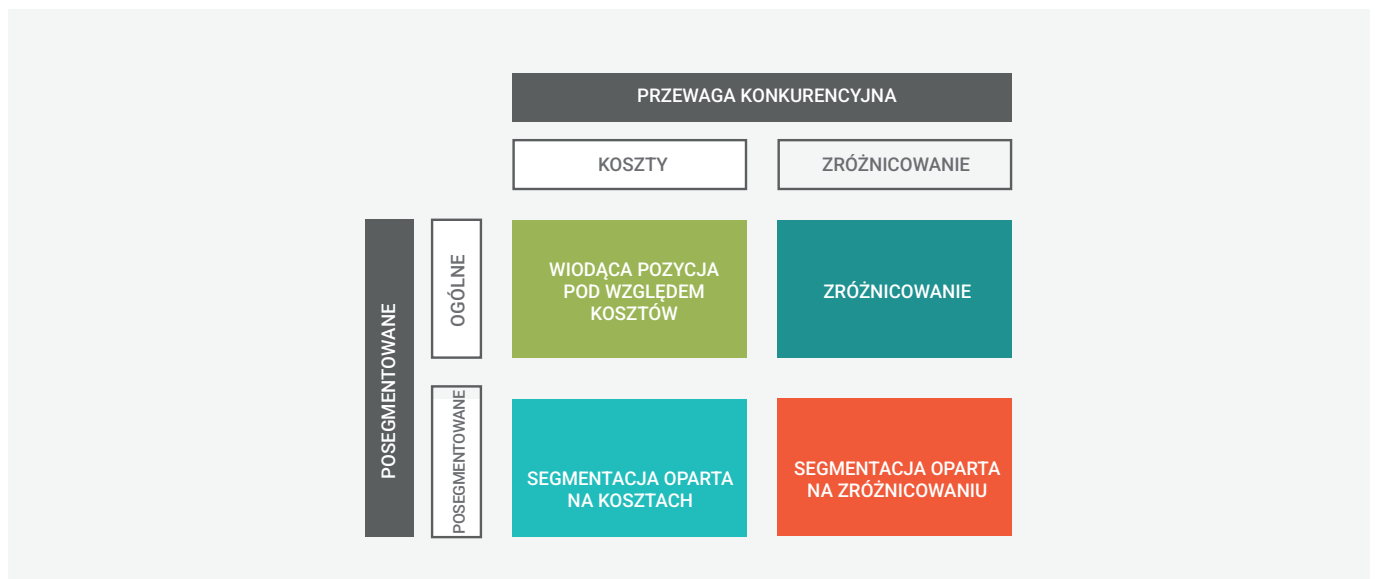 PRZEWAGA KONKURENCYJNA
KOSZTY
ZRÓŻNICOWANIE
POSEGMENTOWANE
OGÓLNE
WIODĄCA POZYCJA
POD WZGLĘDEM
KOSZTÓW
ZRÓŻNICOWANIE
POSEGMENTOWANE
SEGMENTACJA OPARTA
NA KOSZTACH
SEGMENTACJA OPARTA
NA ZRÓŻNICOWANIU